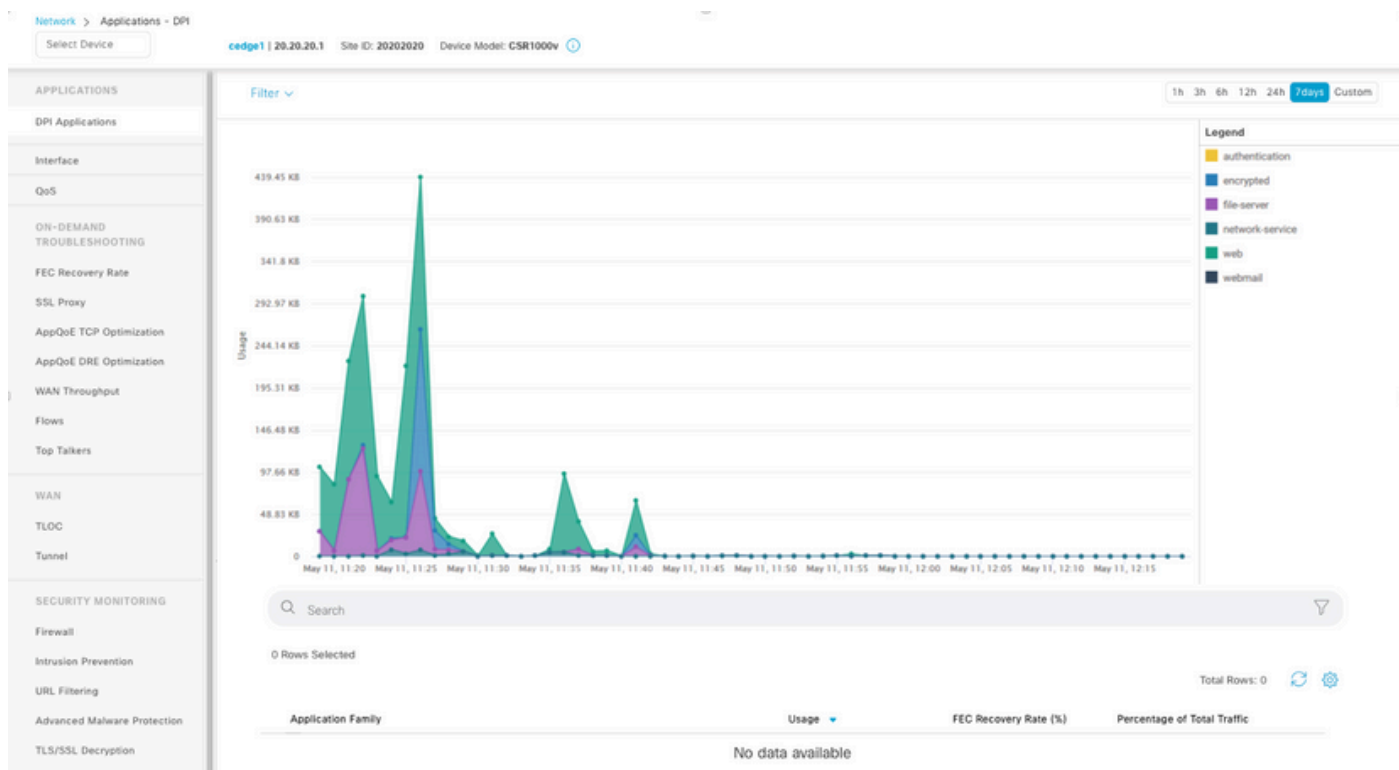 Network > Applications - DPI
Select Device
cedge1 | 20.20.20.1 Site ID: 20202020 Device Model: CSR1000v
APPLICATIONS
DPI Applications
Interface
QoS
ON-DEMAND
TROUBLESHOOTING
FEC Recovery Rate
SSL Proxy
AppQoE TCP Optimization
AppQoE DRE Optimization
WAN Throughput
Flows
Top Talkers
WAN
TLOC
Tunnel
SECURITY MONITORING
Firewall
Intrusion Prevention
URL Filtering
Advanced Malware Protection
TLS/SSL Decryption
Filter
1h 3h 6h 12h 24h 7days Custom
Legend
authentication
encrypted
file-server
network-service
web
webmail
Usage
439.45 KB
390.63 KB
341.8 KB
292.97 KB
244.14 KB
195.31 KB
146.48 KB
97.66 KB
48.83 KB
0
May 11, 11:20 May 11, 11:25 May 11, 11:30 May 11, 11:35 May 11, 11:40 May 11, 11:45 May 11, 11:50 May 11, 11:55 May 11, 12:00 May 11, 12:05 May 11, 12:10 May 11, 12:15
Search
0 Rows Selected
Total Rows: 0
Application Family Usage FEC Recovery Rate (%) Percentage of Total Traffic
No data available